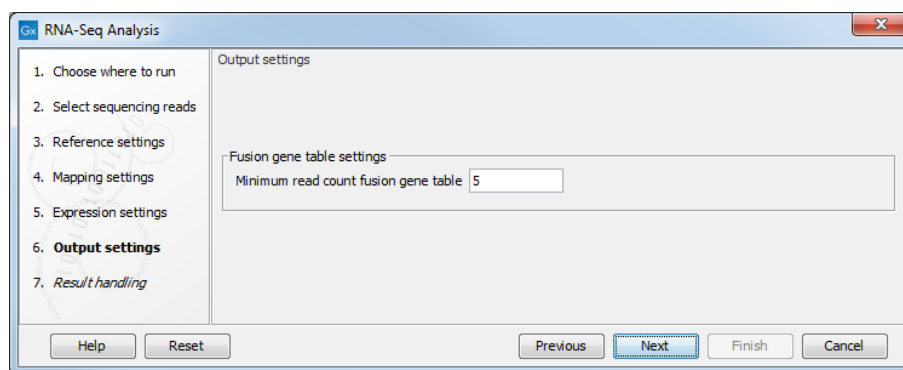 Gx RNA-Seq Analysis
1. Choose where to run
2. Select sequencing reads
3. Reference settings
4. Mapping settings
5. Expression settings
6. Output settings
7. Result handling
Output settings
Fusion gene table settings
Minimum read count fusion gene table 5
Help Reset Previous Next Finish Cancel